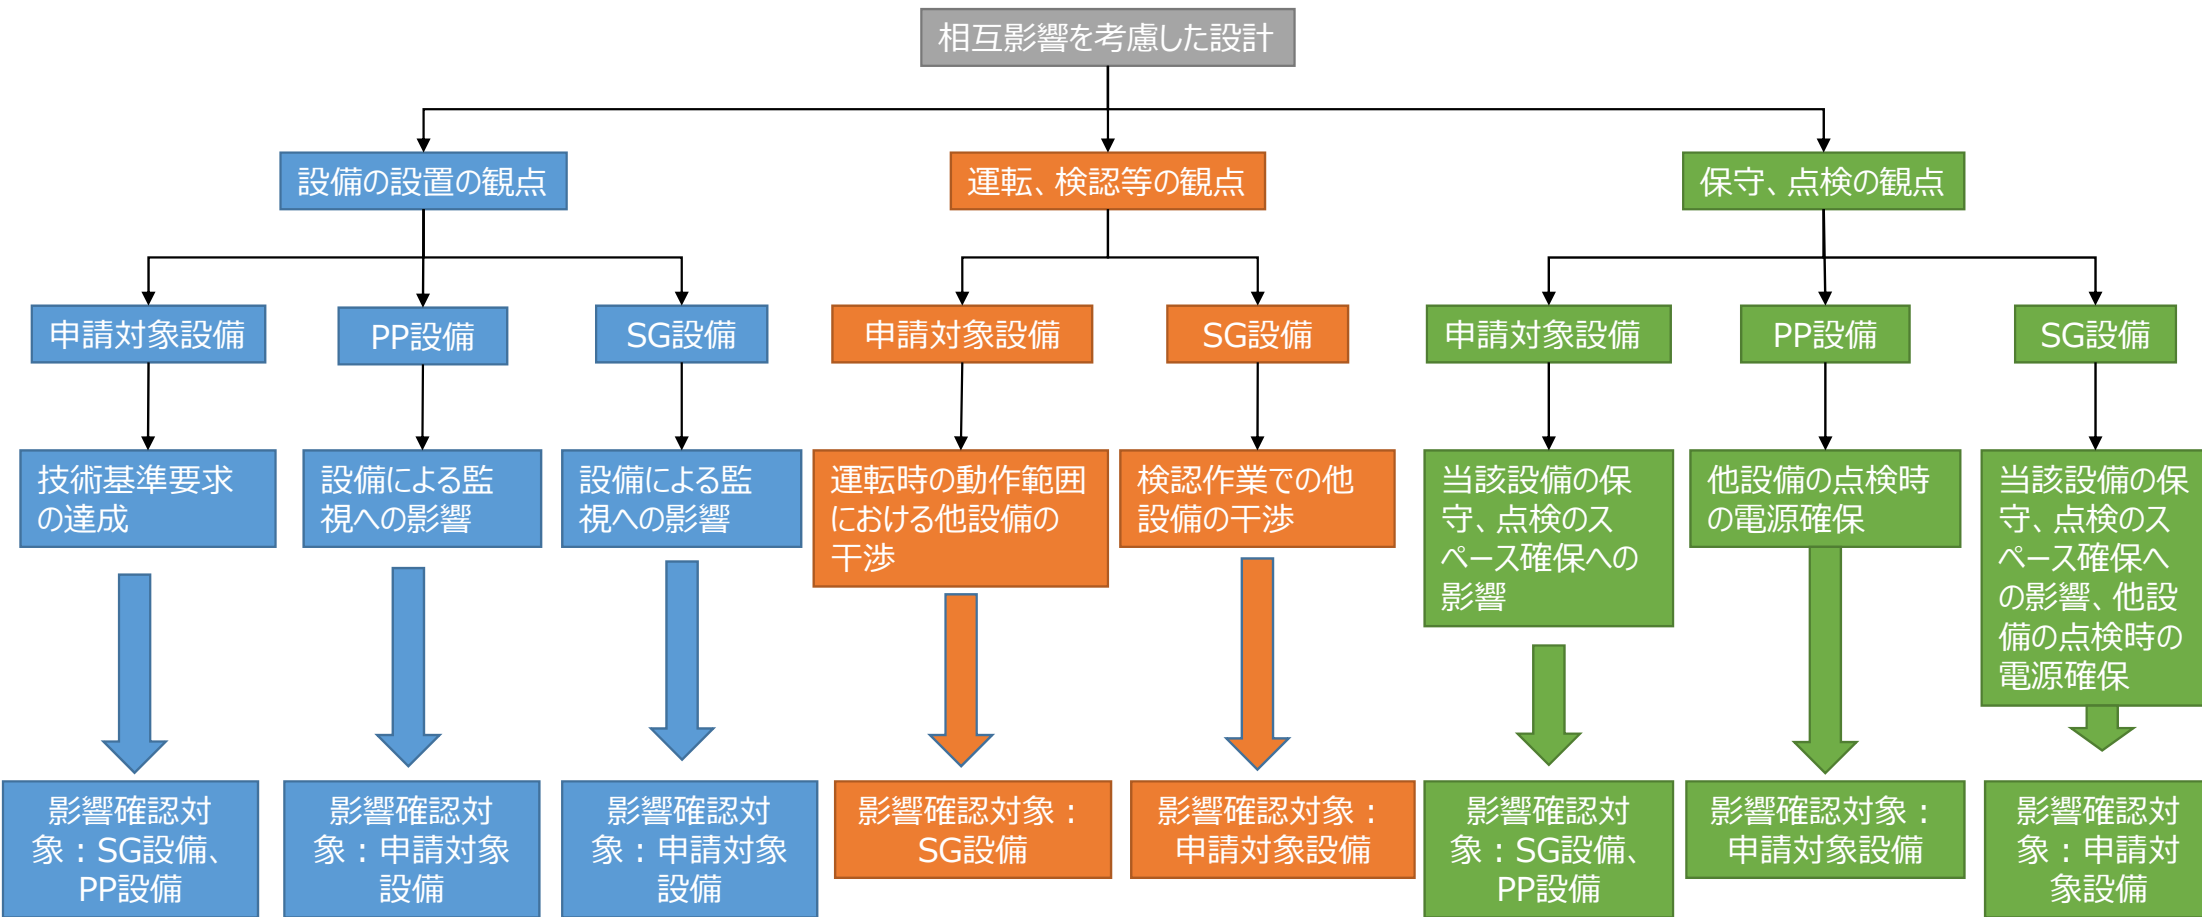 相互影響を考慮した設計
設備の設置の観点
運転、検認等の観点
保守、点検の観点
申請対象設備
PP設備
SG設備
申請対象設備
SG設備
申請対象設備
PP設備
SG設備
技術基準要求
の達成
設備による監
視への影響
設備による監
視への影響
運転時の動作範囲
における他設備の
干渉
検認作業での他
設備の干渉
当該設備の保
守、点検のス
ペース確保への
影響
他設備の点検時
の電源確保
当該設備の保
守、点検のス
ペース確保へ
の影響、他設
備の点検時の
電源確保
影響確認対
象：SG設備、
PP設備
影響確認対
象：申請対象
設備
影響確認対
象：申請対象
設備
影響確認対象：
SG設備
影響確認対象：
申請対象設備
影響確認対
象：SG設備、
PP設備
影響確認対象：
申請対象設備
影響確認対
象：申請対
象設備